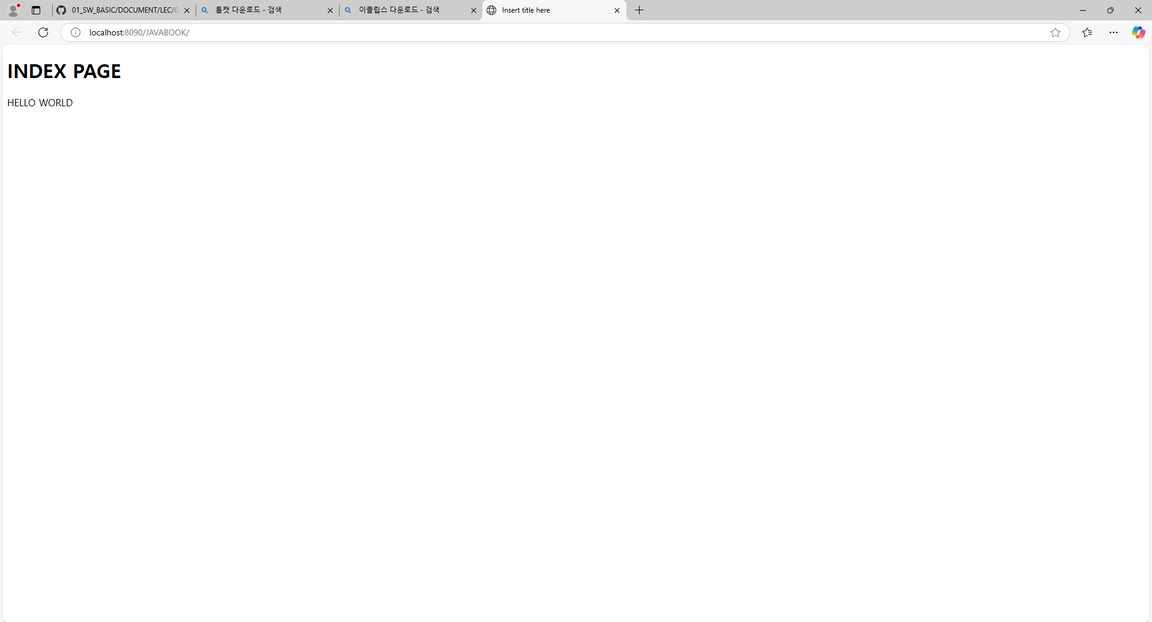 01_SW_BASIC/DOCUMENT/LEC/
톰캣 다운로드 - 검색
이클립스 다운로드 - 검색
Insert title here
localhost:8090/JAVABOOK/
INDEX PAGE
HELLO WORLD